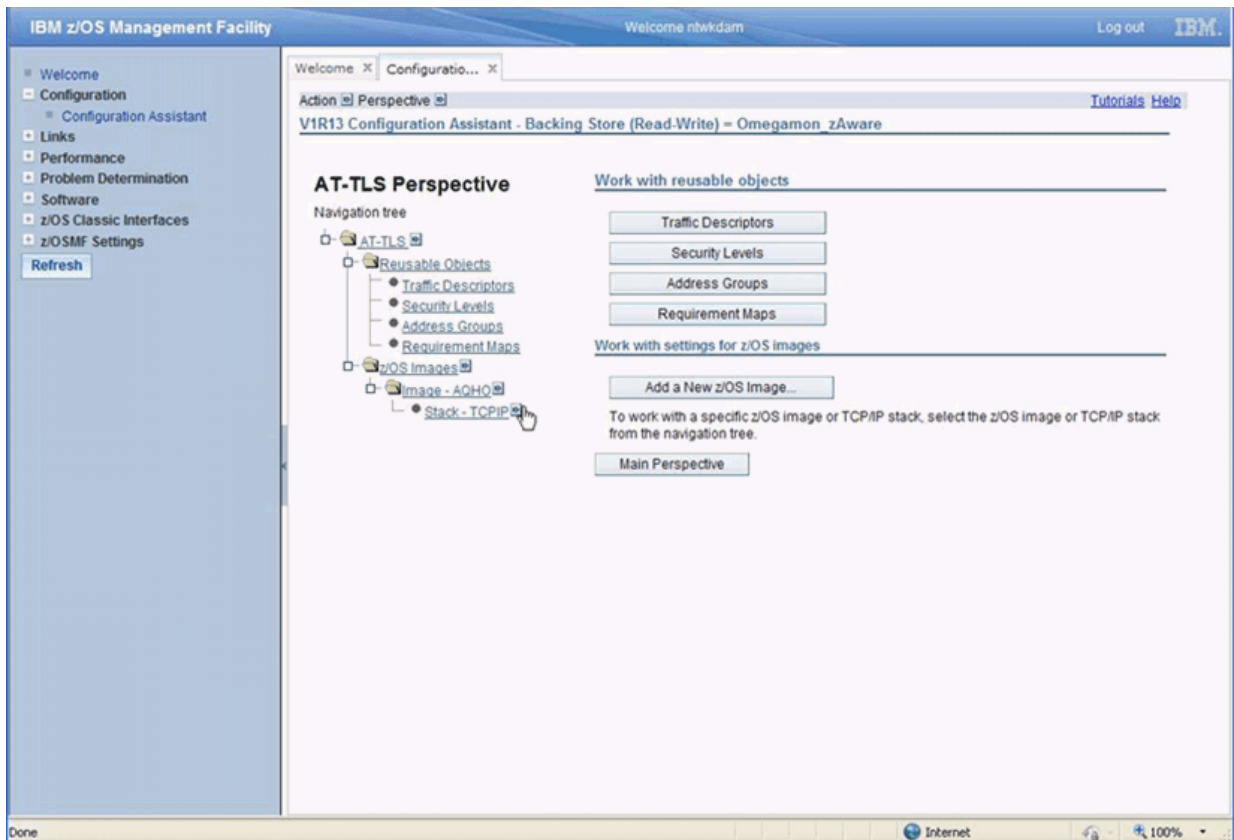 IBM z/OS Management Facility
Welcome ntwkdam
Log out
IBM.
Welcome
Configuration
Configuration Assistant
Links
Performance
Problem Determination
Software
z/OS Classic Interfaces
z/OSMF Settings
Refresh
Welcome X
Configuratio... X
Action Perspective
Tutorials Help
V1R13 Configuration Assistant - Backing Store (Read-Write) = Omegamon_zAware
AT-TLS Perspective
Navigation tree
AT-TLS
Reusable Objects
Traffic Descriptors
Security Levels
Address Groups
Requirement Maps
z/OS Images
Image - AQHO
Stack - TCPIP
Work with reusable objects
Traffic Descriptors
Security Levels
Address Groups
Requirement Maps
Work with settings for z/OS images
Add a New z/OS Image...
To work with a specific z/OS image or TCP/IP stack, select the z/OS image or TCP/IP stack
from the navigation tree.
Main Perspective
Done
Internet
100%